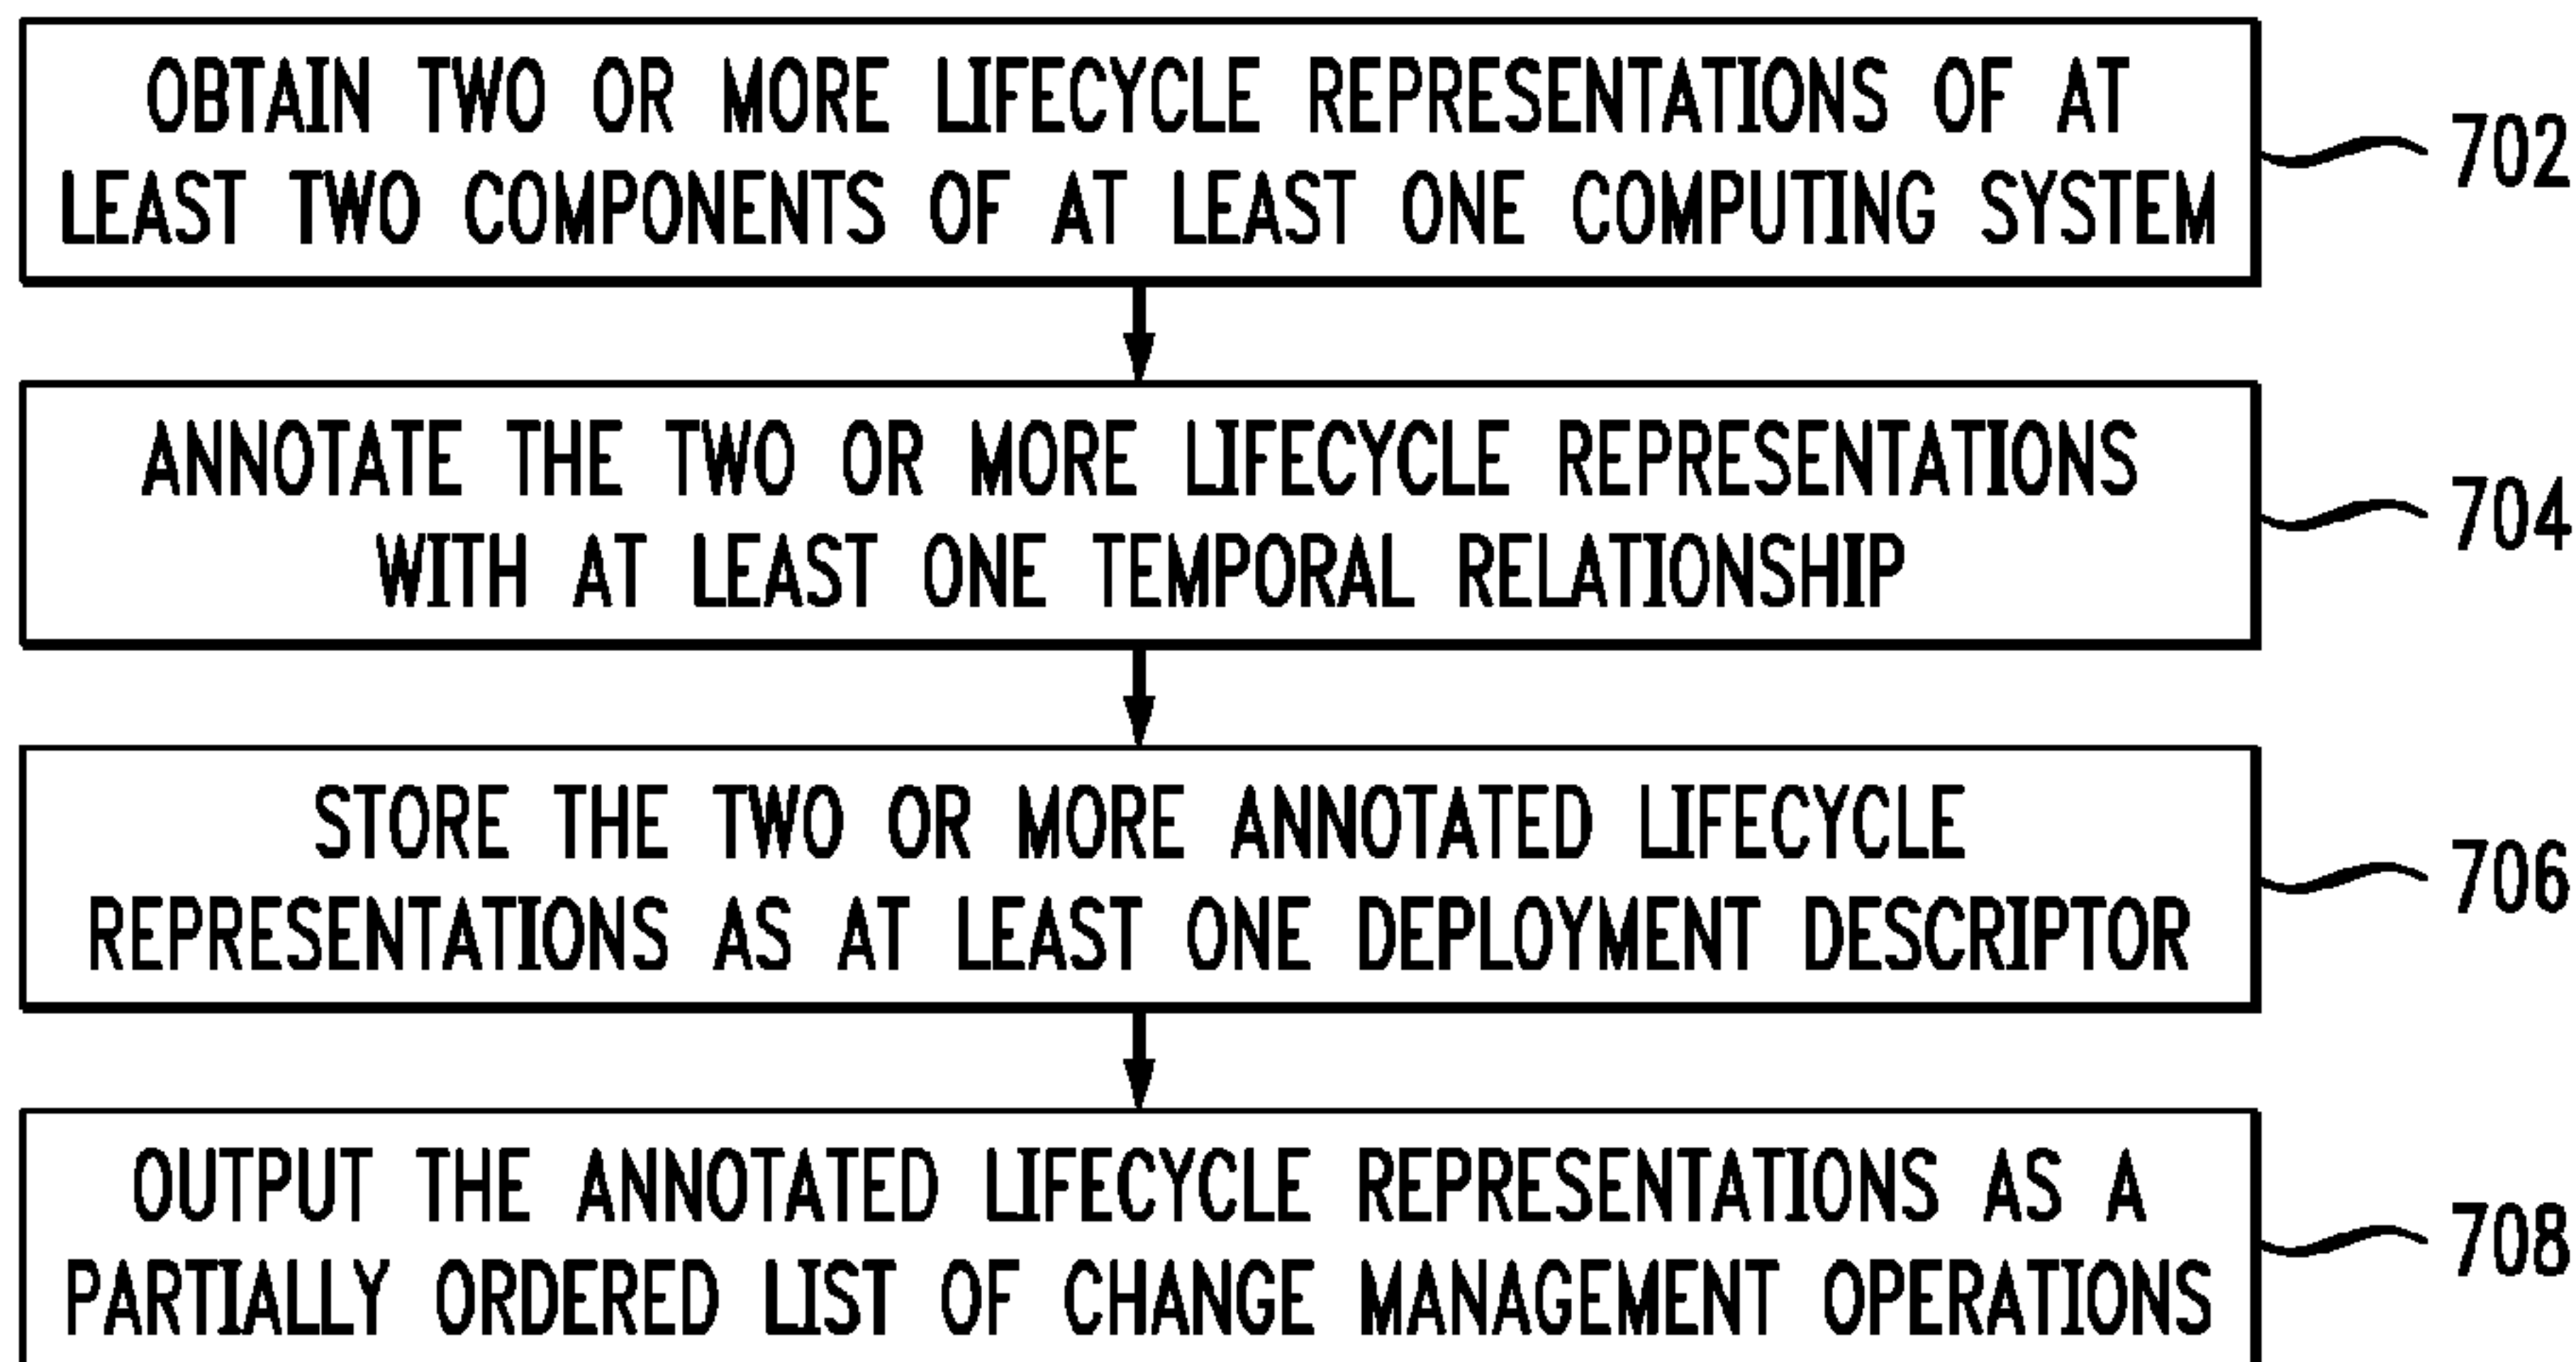 OBTAIN TWO OR MORE LIFECYCLE REPRESENTATIONS OF AT
LEAST TWO COMPONENTS OF AT LEAST ONE COMPUTING SYSTEM
702
ANNOTATE THE TWO OR MORE LIFECYCLE REPRESENTATIONS
WITH AT LEAST ONE TEMPORAL RELATIONSHIP
704
STORE THE TWO OR MORE ANNOTATED LIFECYCLE
REPRESENTATIONS AS AT LEAST ONE DEPLOYMENT DESCRIPTOR
706
OUTPUT THE ANNOTATED LIFECYCLE REPRESENTATIONS AS A
PARTIALLY ORDERED LIST OF CHANGE MANAGEMENT OPERATIONS
708